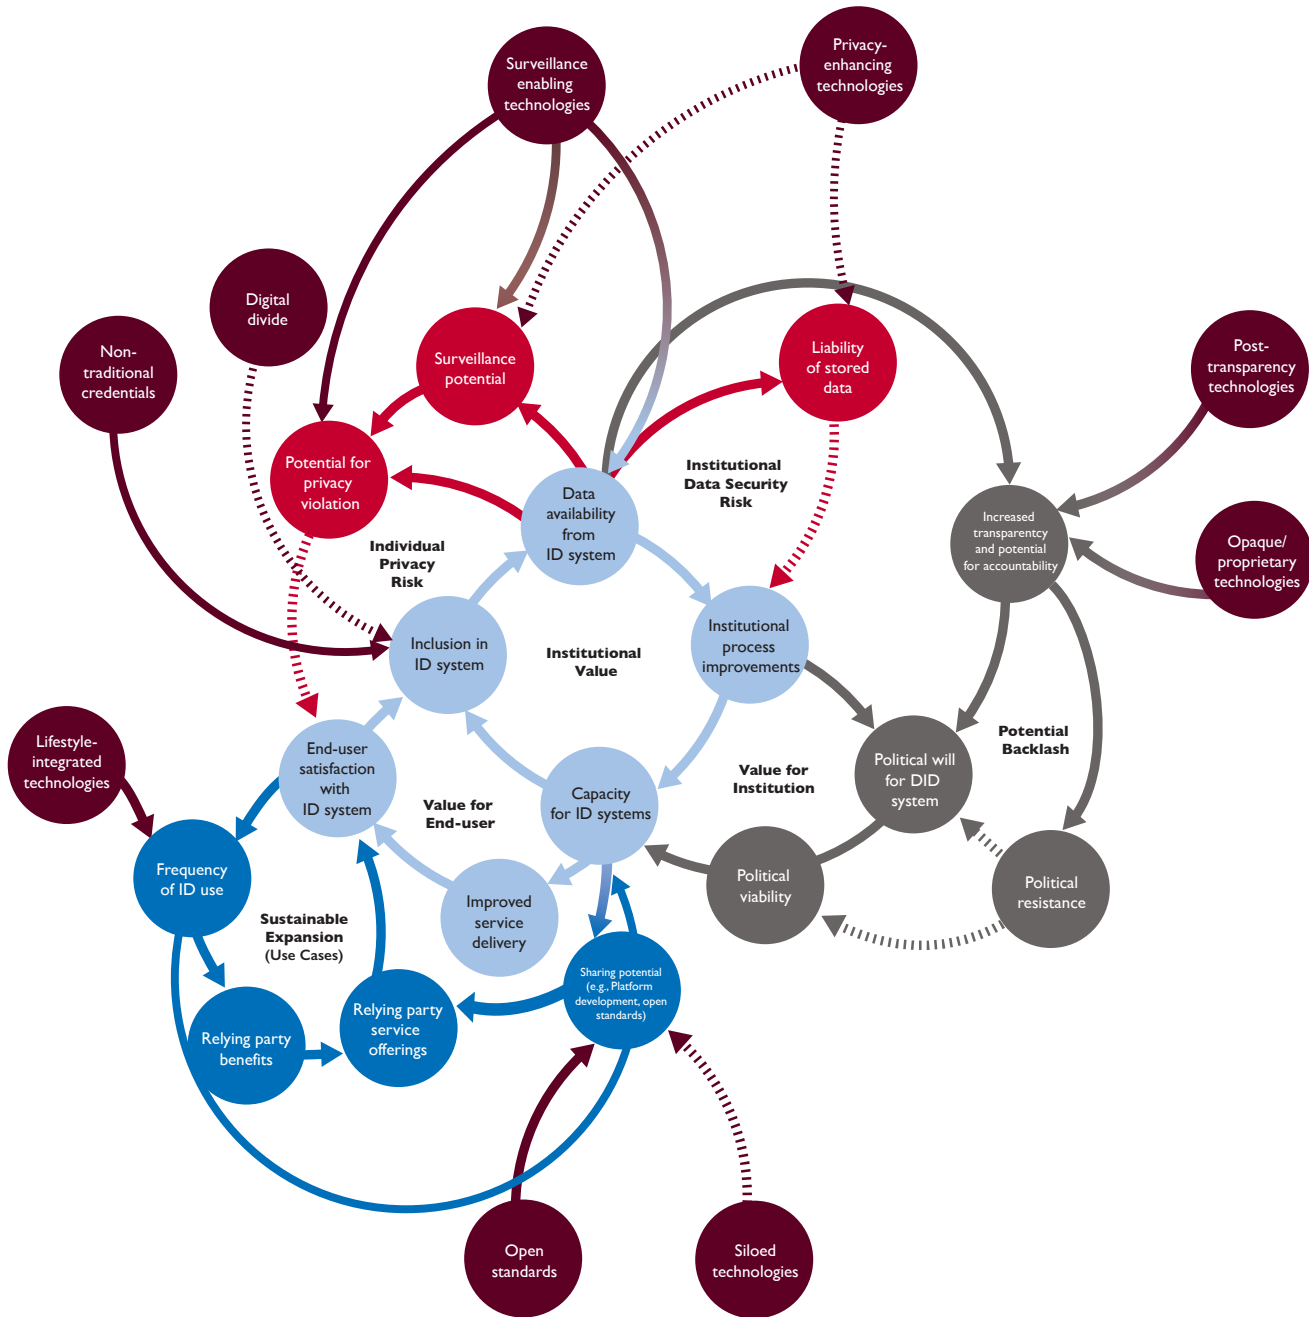 Surveillance
enabling
technologies
Privacy-
enhancing
technologies
Digital
divide
Non-
traditional
credentials
Surveillance
potential
Liability
of stored
data
Post-
transparency
technologies
Potential for
privacy
violation
Institutional
Data Security
Risk
Data
availability
from
ID system
Increased
transparentcy
and potential
for accountability
Opaque/
proprietary
technologies
Individual
Privacy
Risk
Inclusion in
ID system
Institutional
Value
Institutional
process
improvements
Lifestyle-
integrated
technologies
End-user
satisfaction
with
ID system
Value for
End-user
Capacity
for ID systems
Value for
Institution
Political will
for DID
system
Potential
Backlash
Frequency
of ID use
Sustainable
Expansion
(Use Cases)
Improved
service
delivery
Political
viability
Political
resistance
Sharing potential
(e.g., Platform
development, open
standards)
Relying party
benefits
Relying party
service
offerings
Open
standards
Siloed
technologies